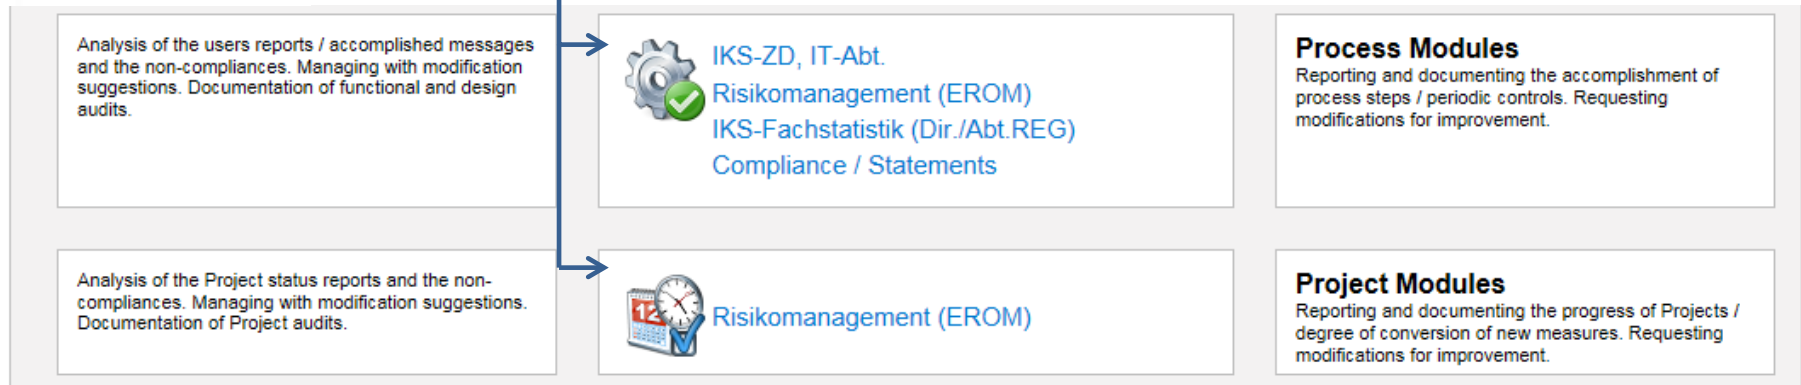 Analysis of the users reports / accomplished messages
and the non-compliances. Managing with modification
suggestions. Documentation of functional and design
audits.
IKS-ZD, IT-Abt.
Risikomanagement (EROM)
IKS-Fachstatistik (Dir./Abt.REG)
Compliance / Statements
Process Modules
Reporting and documenting the accomplishment of
process steps / periodic controls. Requesting
modifications for improvement.
Analysis of the Project status reports and the non-
compliances. Managing with modification suggestions.
Documentation of Project audits.
12
Risikomanagement (EROM)
Project Modules
Reporting and documenting the progress of Projects /
degree of conversion of new measures. Requesting
modifications for improvement.